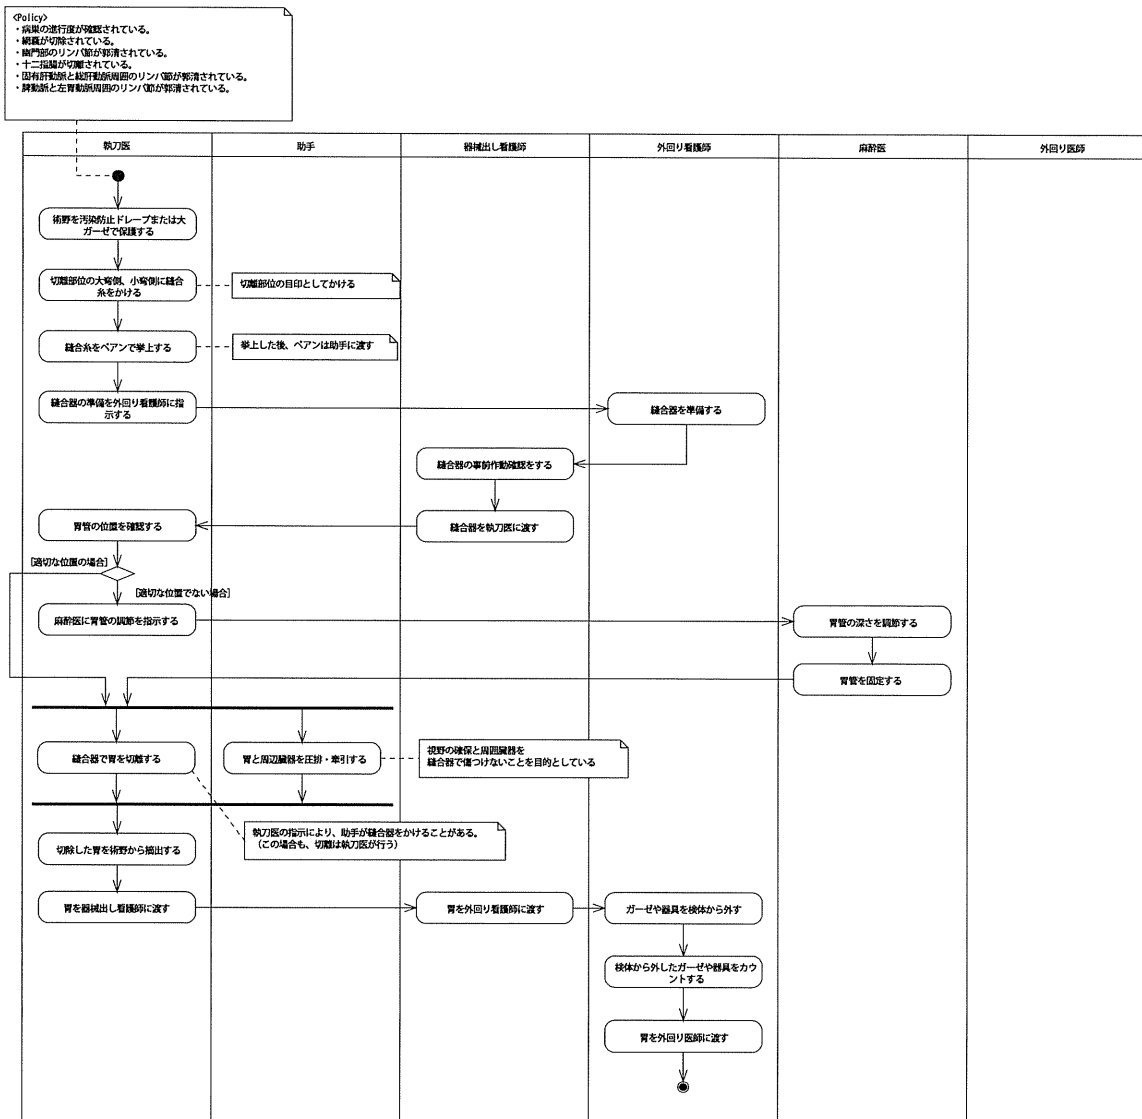 <Policy>
・病巣の進行度が確認されている。
・網嚢が切除されている。
・幽門部のリンパ節が郭清されている。
・十二指腸が切離されている。
・固有肝動脈と総肝動脈周囲のリンパ節が郭清されている。
・脾動脈と左胃動脈周囲のリンパ節が郭清されている。
執刀医
助手
器械出し看護師
外回り看護師
麻酔医
外回り医師
術野を汚染防止ドレープまたは大
ガーゼで保護する
切離部位の大弯側、小弯側に縫合
糸をかける
切離部位の目印としてかける
縫合糸をペアンで挙上する
挙上した後、ペアンは助手に渡す
縫合器の準備を外回り看護師に指
示する
縫合器を準備する
縫合器の事前作動確認をする
胃管の位置を確認する
縫合器を執刀医に渡す
[適切な位置の場合]
[適切な位置でない場合]
麻酔医に胃管の調節を指示する
胃管の深さを調節する
胃管を固定する
縫合器で胃を切離する
胃と周辺臓器を圧排・牽引する
視野の確保と周囲臓器を
縫合器で傷つけないことを目的としている
執刀医の指示により、助手が縫合器をかけることがある。
（この場合も、切離は執刀医が行う）
切除した胃を術野から摘出する
胃を器械出し看護師に渡す
胃を外回り看護師に渡す
ガーゼや器具を検体から外す
検体から外したガーゼや器具をカウ
ントする
胃を外回り医師に渡す